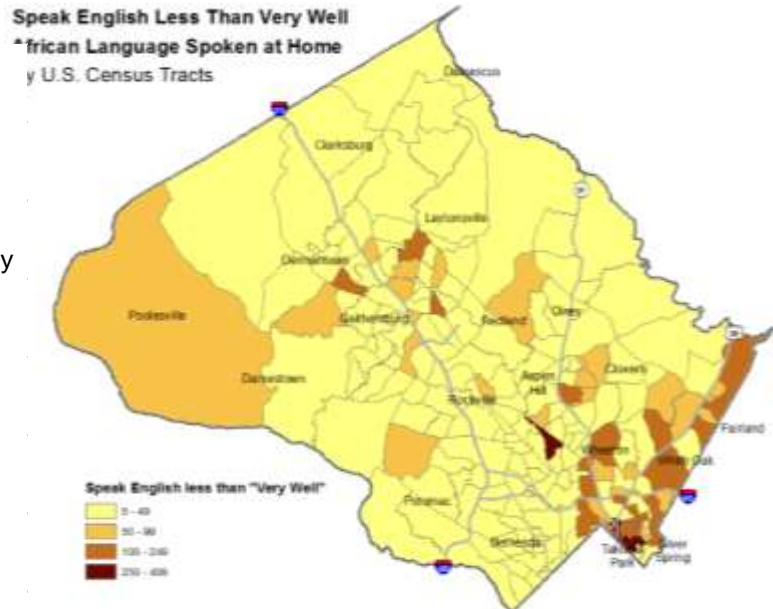 Speak English Less Than Very Well
African Language Spoken at Home
y U.S. Census Tracts
Damascus
Clarksburg
Laytonsville
y
Germantown
Poolesville
Gaithersburg
Redland
Olney
Darnestown
Aspen
Hill
Cloverly
Rockville
Fairland
Wheaton
White Oak
Speak English less than "Very Well"
Potomac
0 - 49
50 - 99
100 - 249
Bethesda
Takoma
Park
Silver
Spring